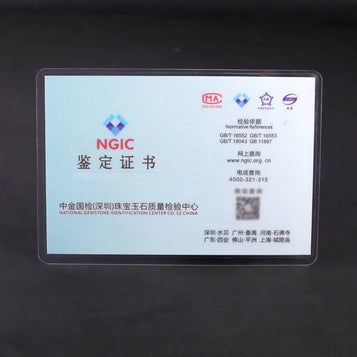 NGIC
鉴定证书
中金国检(深圳)珠宝玉石质量检验中心
NATIONAL GEMSTONE IDENTIFICATION CENTER CO. SZ CHINA
MA
检验依据
Normative References
GB/T 16552 GB/T 16553
GB/T 18043 GB 11887
网上查询
www.ngic.org.cn
电话查询
4000-321-315
深圳·水贝 广州·番禺 河南·石佛寺
广东·四会 佛山·平洲 上海·城隍庙